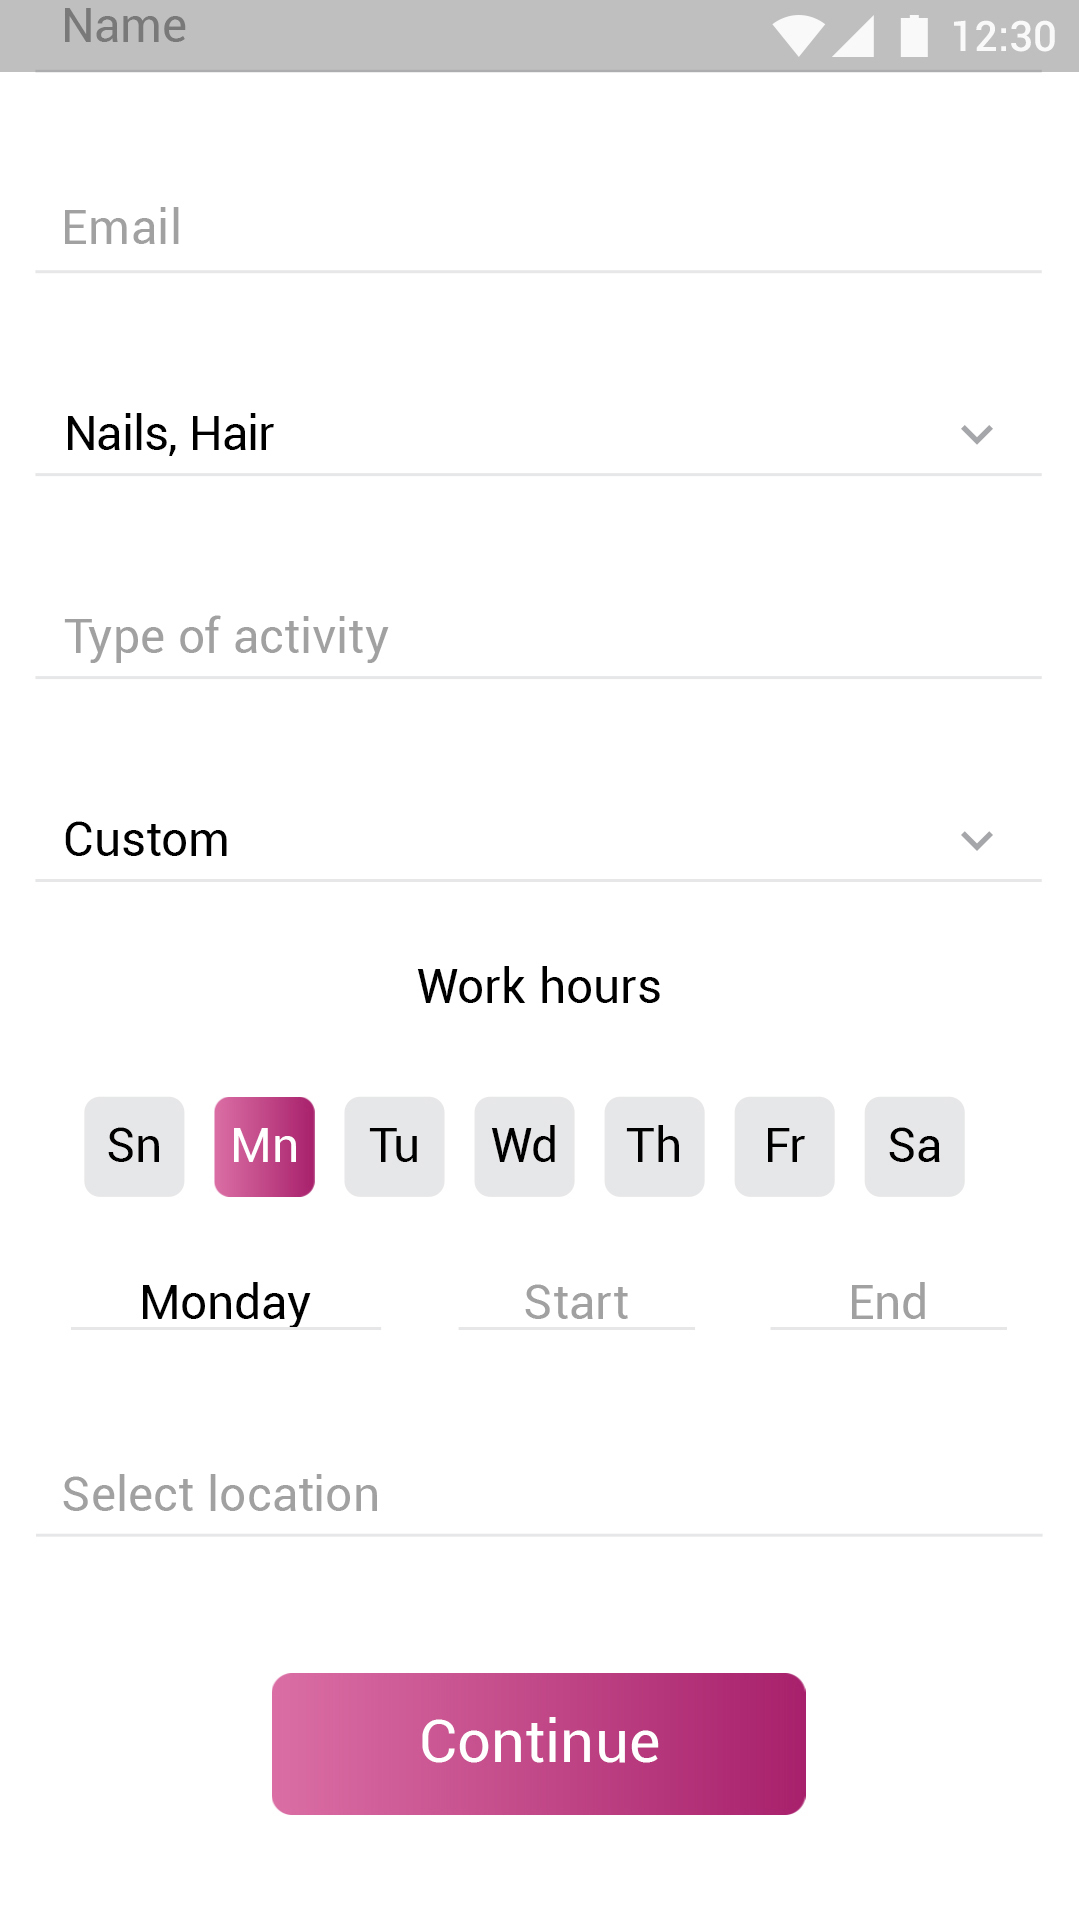 Name
12:30
Email
Nails, Hair
Type of activity
Custom
Work hours
Sn Mn Tu Wd Th Fr Sa
Monday Start End
Select location
Continue